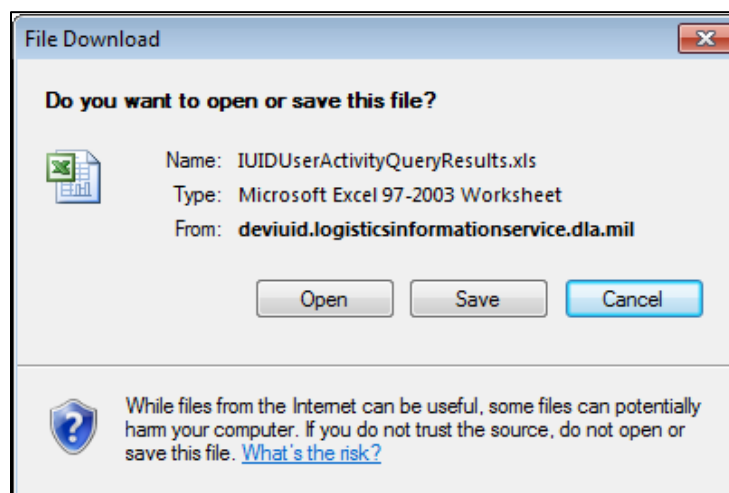 File Download
Do you want to open or save this file?
Name: IUIDUserActivityQueryResults.xls
Type: Microsoft Excel 97-2003 Worksheet
From: deviuid.logisticsinformationservice.dla.mil
Open Save Cancel
While files from the Internet can be useful, some files can potentially
harm your computer. If you do not trust the source, do not open or
save this file. What's the risk?